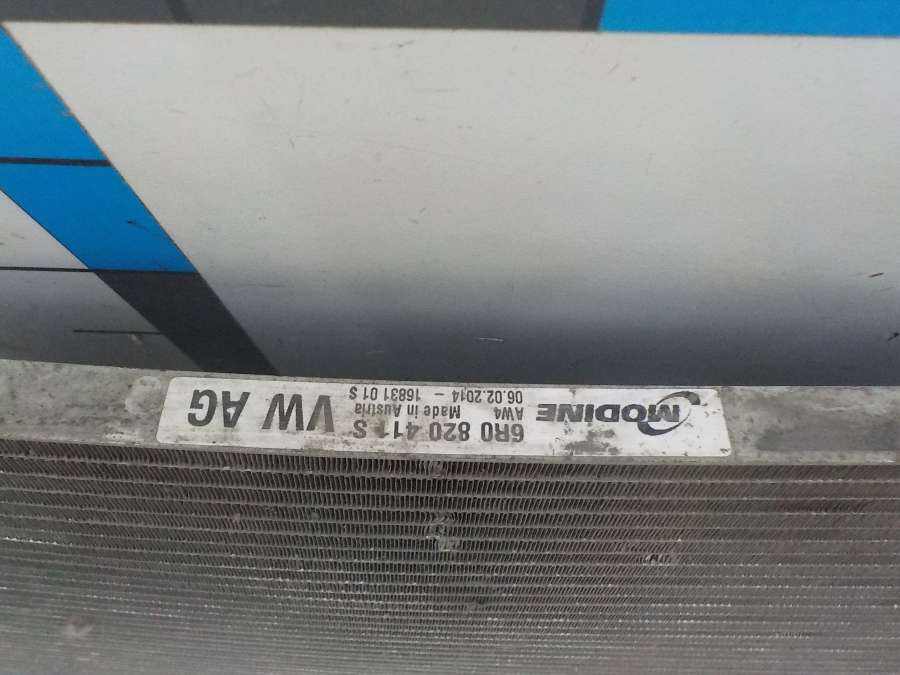 MODINE
6R0 820 411 S
AW4 Made in Austria
06.02.2014 - 16831 01 S
VW AG